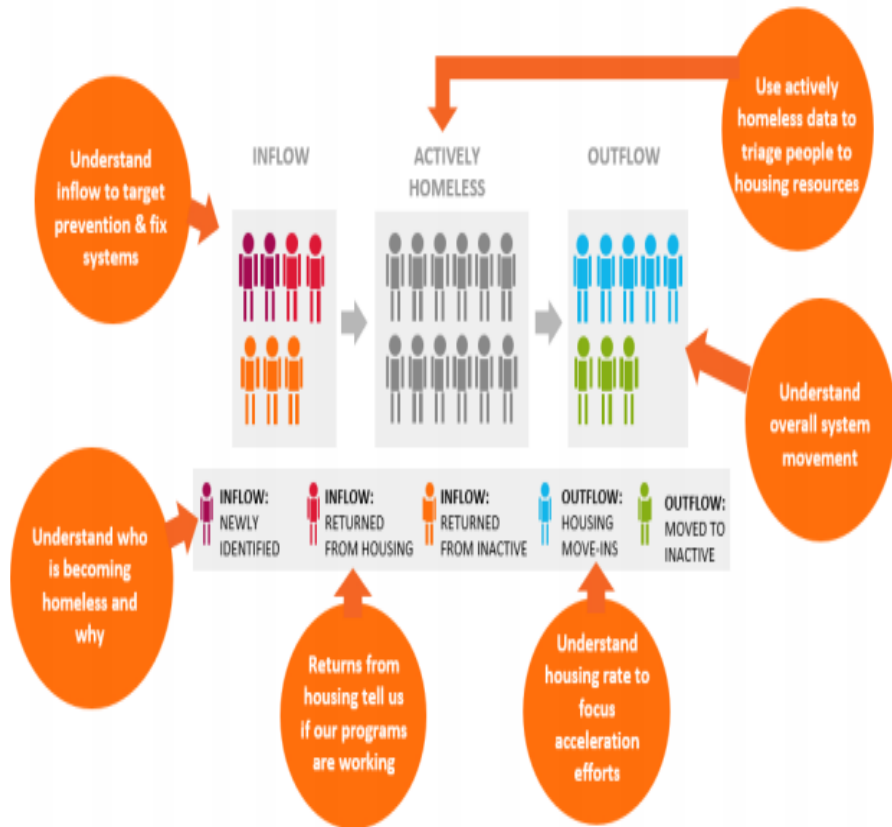 Use actively
homeless data to
triage people to
housing resources
Understand
inflow to target
prevention & fix
systems
INFLOW
ACTIVELY
HOMELESS
OUTFLOW
Understand
overall system
movement
Understand who
is becoming
homeless and
why
INFLOW:
NEWLY
IDENTIFIED
INFLOW:
RETURNED
FROM HOUSING
INFLOW:
RETURNED
FROM INACTIVE
OUTFLOW:
HOUSING
MOVE-INS
OUTFLOW:
MOVED TO
INACTIVE
Returns from
housing tell us
if our programs
are working
Understand
housing rate to
focus
acceleration
efforts